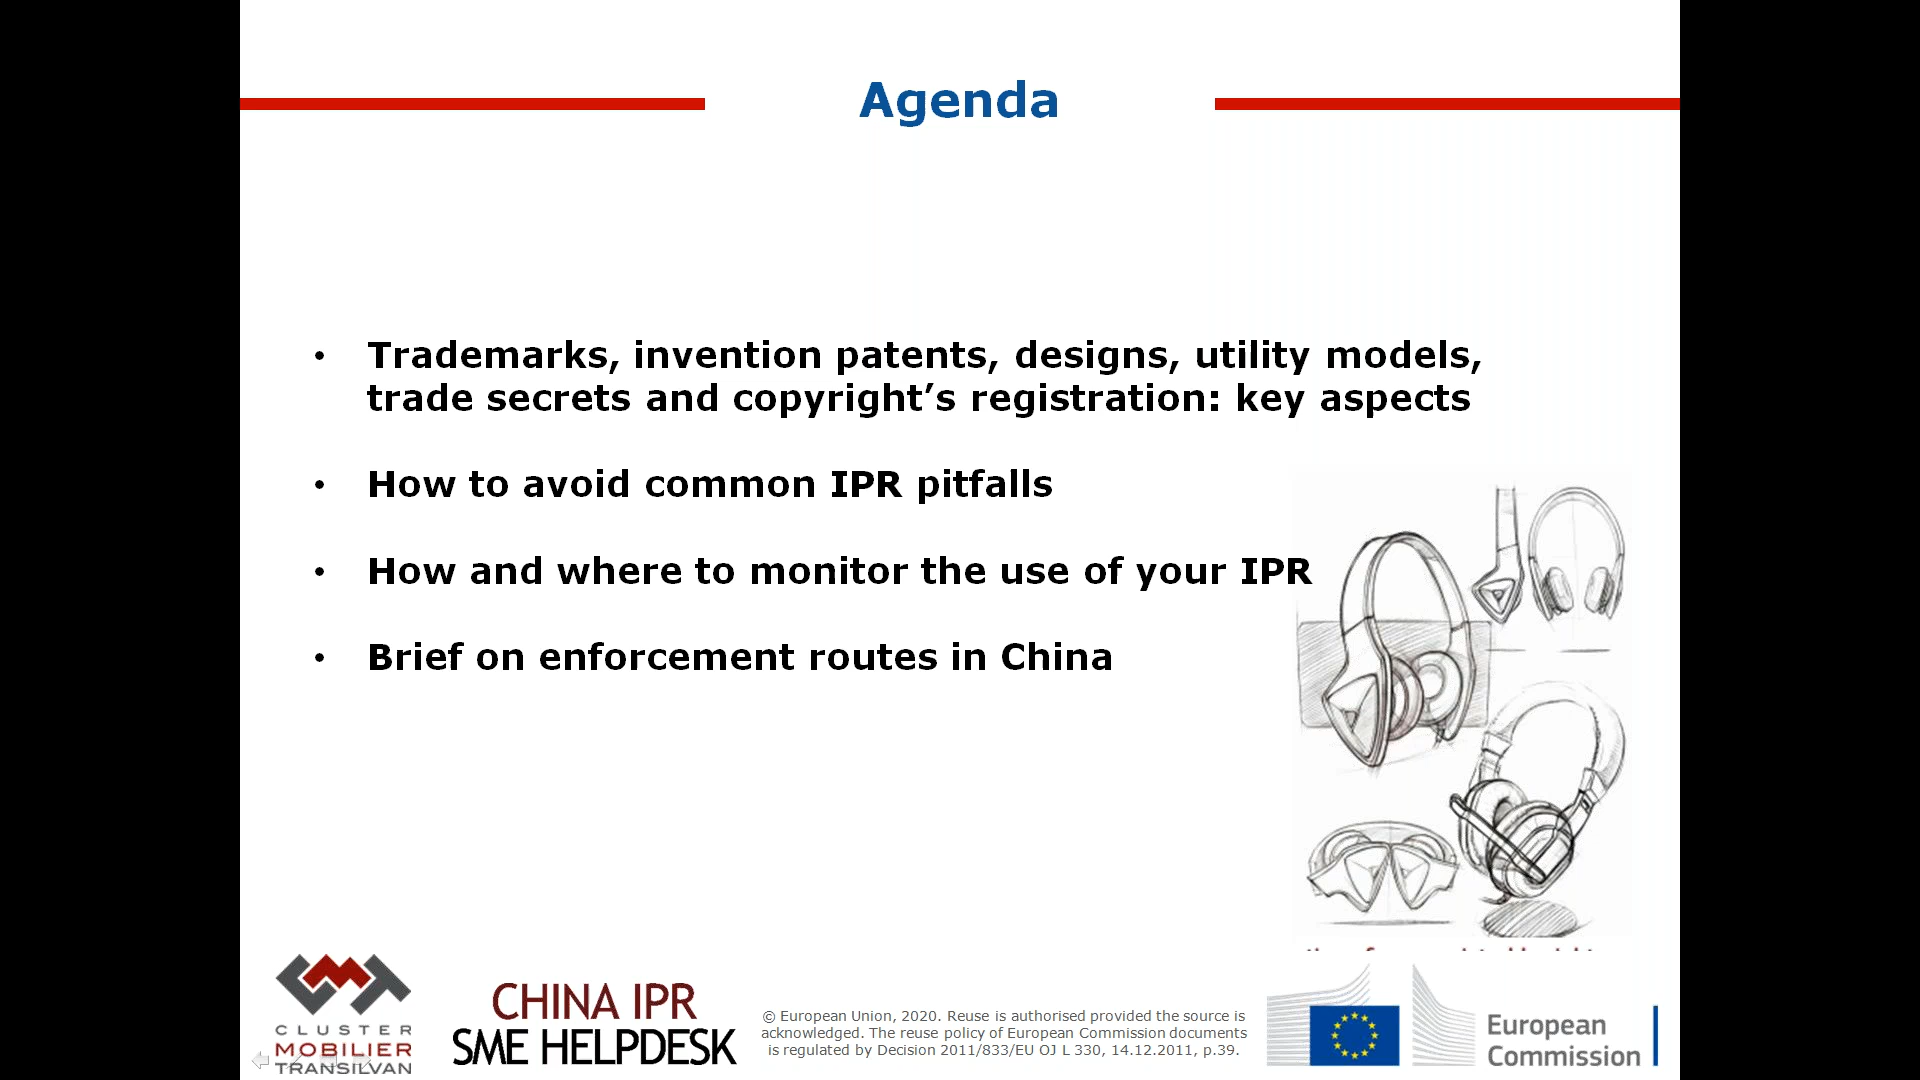 Agenda
• Trademarks, invention patents, designs, utility models,
trade secrets and copyright’s registration: key aspects
• How to avoid common IPR pitfalls
• How and where to monitor the use of your IPR
• Brief on enforcement routes in China
CLUSTER
MOBILIER
TRANSILVAN
CHINA IPR
SME HELPDESK
© European Union, 2020. Reuse is authorised provided the source is
acknowledged. The reuse policy of European Commission documents
is regulated by Decision 2011/833/EU OJ L 330, 14.12.2011, p.39.
European
Commission